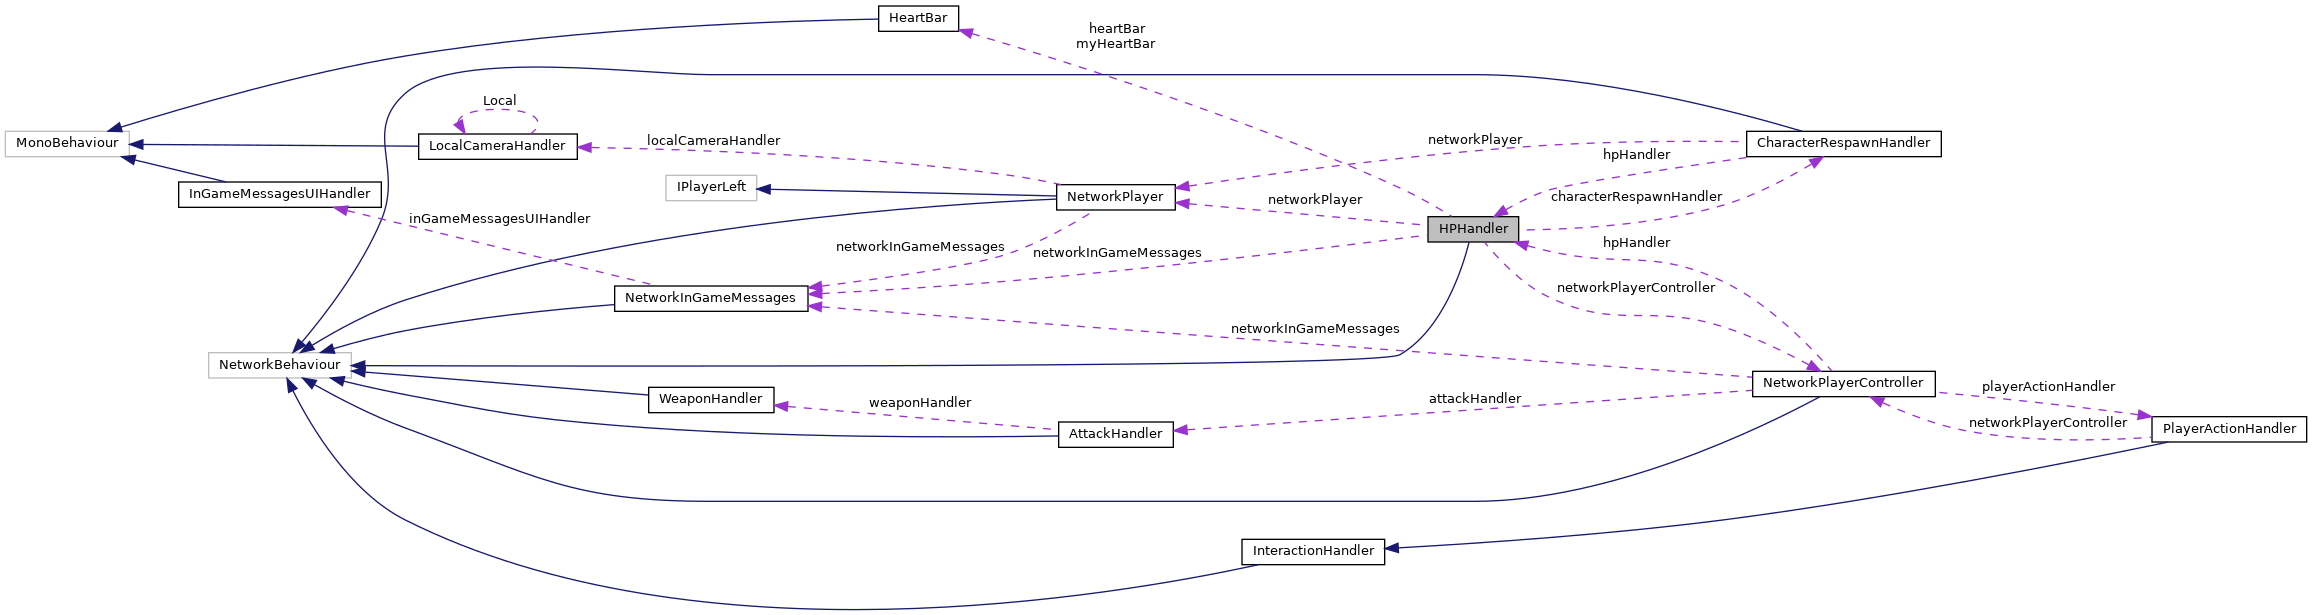 HeartBar
heartBar
myHeartBar
Local
MonoBehaviour
LocalCameraHandler
localCameraHandler
networkPlayer
CharacterRespawnHandler
hpHandler
InGameMessagesUIHandler
IPlayerLeft
NetworkPlayer
networkPlayer
characterRespawnHandler
inGameMessagesUIHandler
HPHandler
networkInGameMessages
networkInGameMessages
hpHandler
NetworkInGameMessages
networkPlayerController
networkInGameMessages
NetworkBehaviour
NetworkPlayerController
playerActionHandler
WeaponHandler
weaponHandler
attackHandler
networkPlayerController
AttackHandler
PlayerActionHandler
InteractionHandler